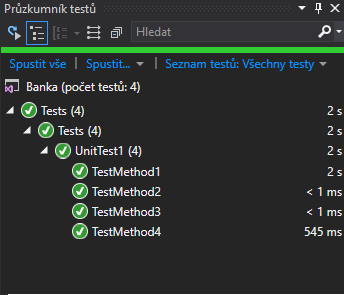 Průzkumník testů
Hledat
Spustit vše | Spustit... | Seznam testů: Všechny testy
Banka (počet testů: 4)
Tests (4) 2 s
Tests (4) 2 s
UnitTest1 (4) 2 s
TestMethod1 2 s
TestMethod2 < 1 ms
TestMethod3 < 1 ms
TestMethod4 545 ms